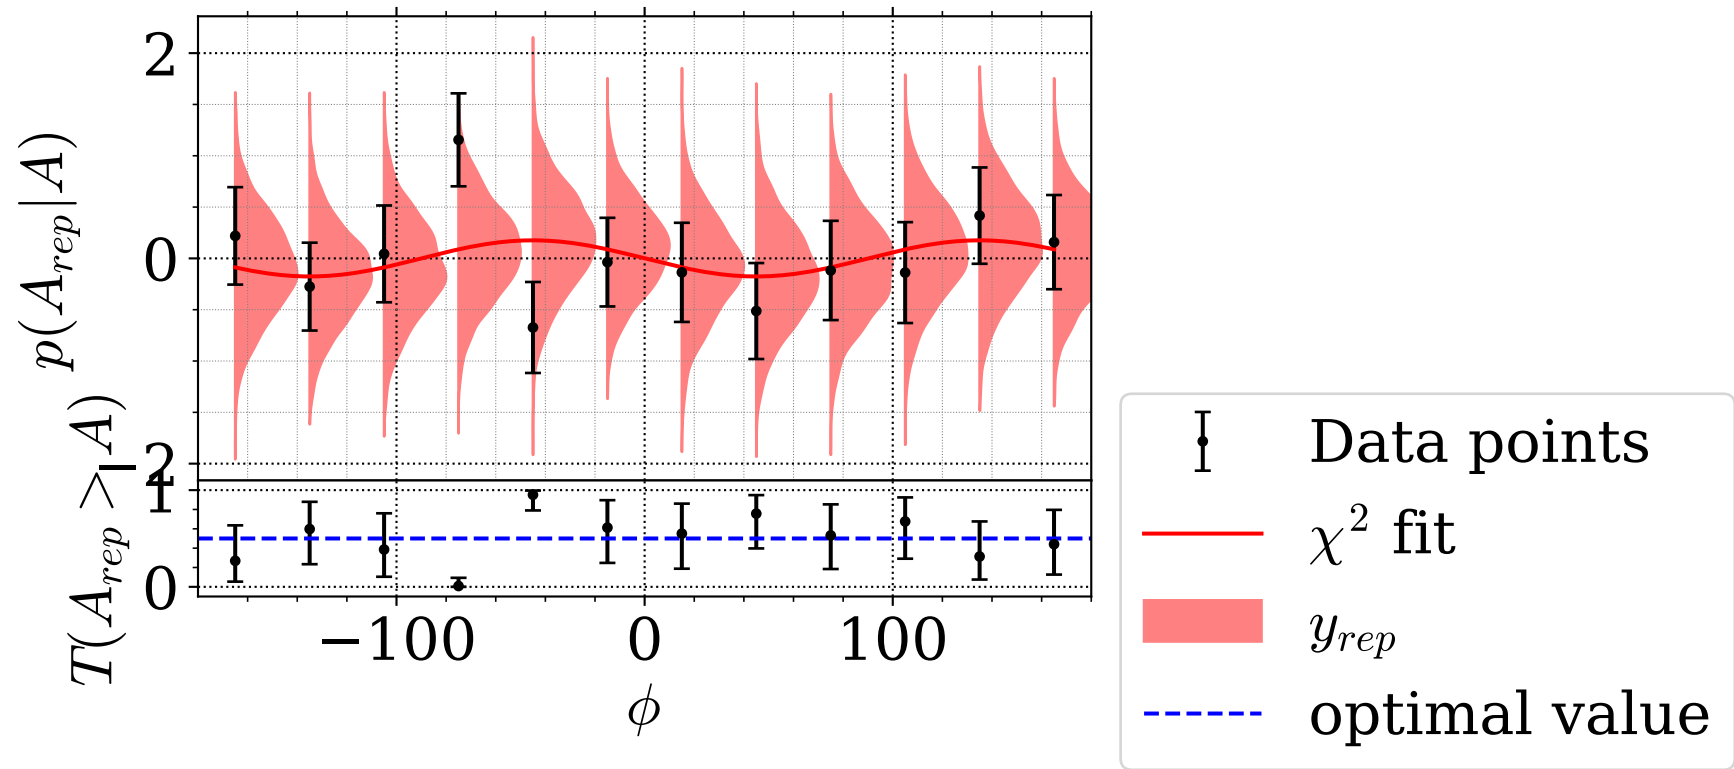 p(A_rep|A)
2
0
−2
T(A_rep > A)
1
0
−100
0
100
ϕ
Data points
χ² fit
y_rep
optimal value